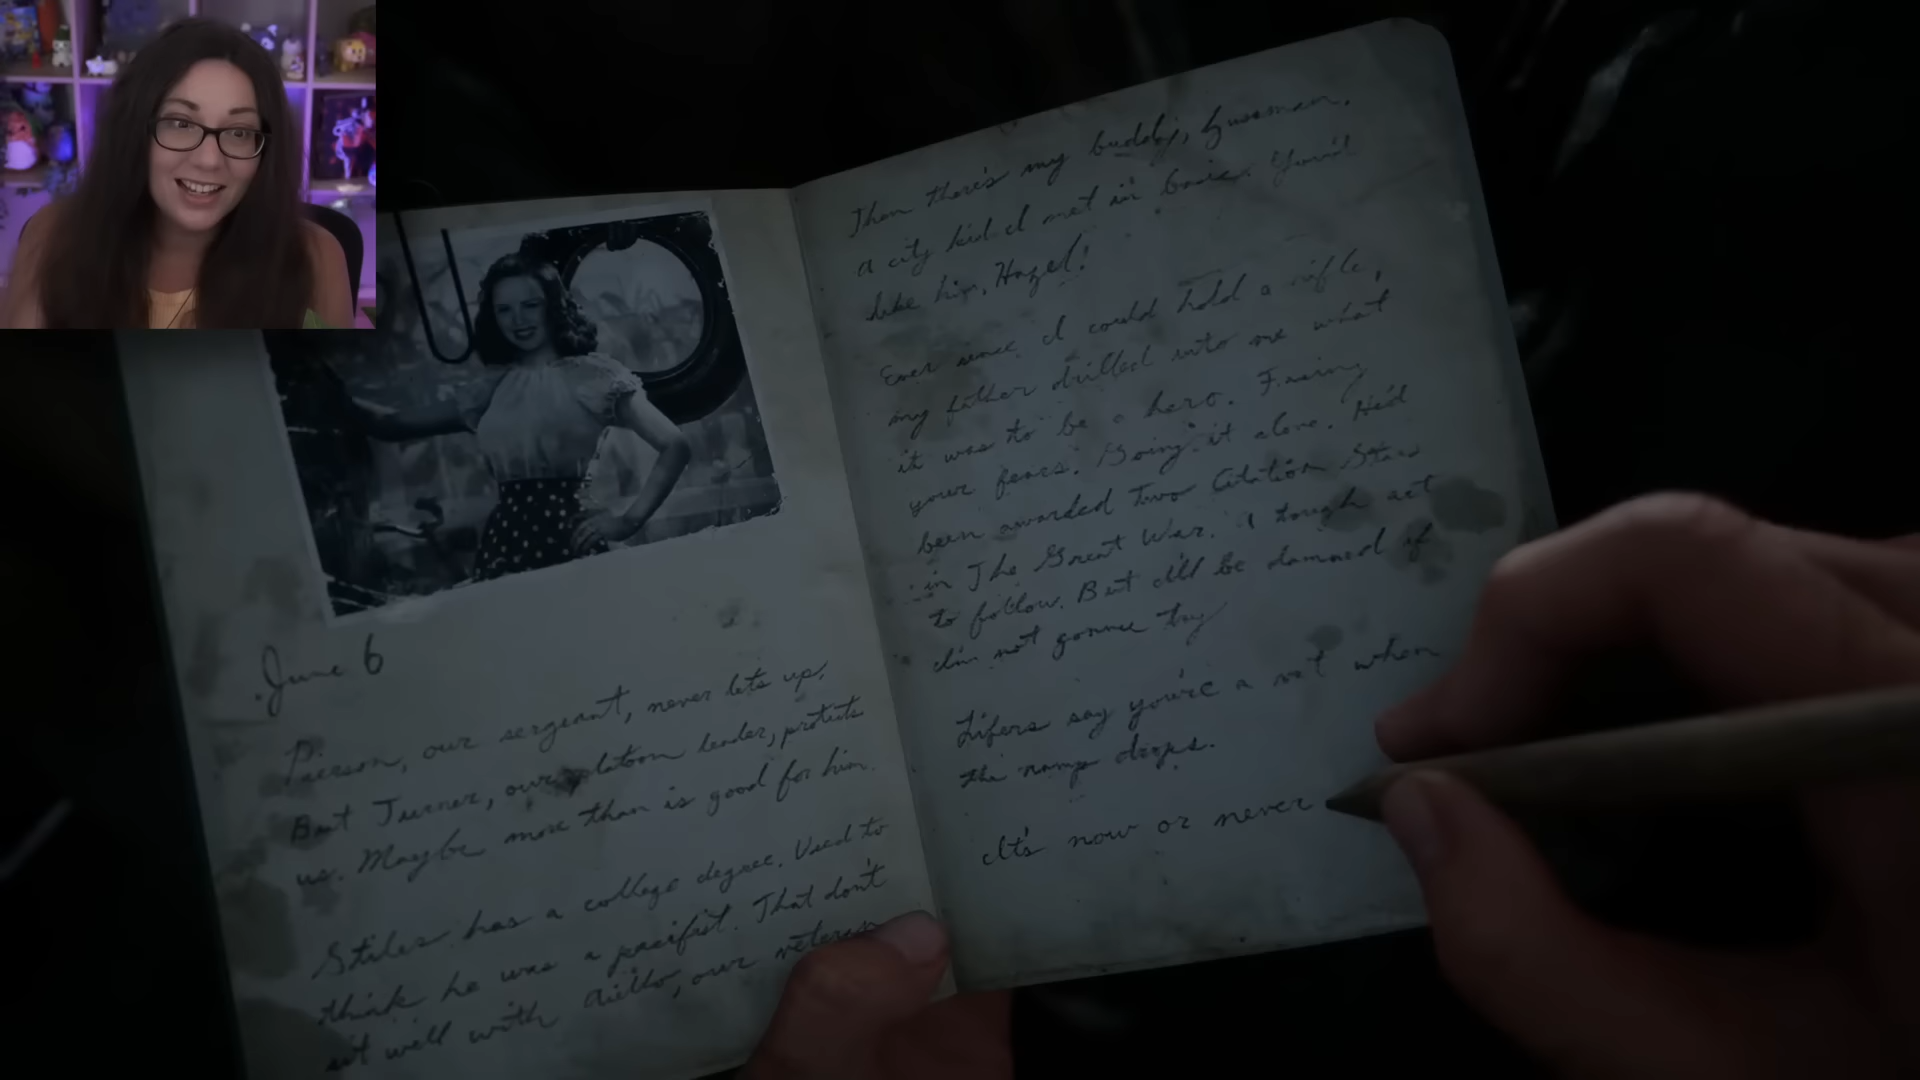 June 6
Pierson, our sergeant, never lets up.
But Turner, our platoon leader, protects
us. Maybe more than is good for him.
Stiles has a college degree. Used to
think he was a pacifist. That don't
sit well with Aiello, our veteran
Then there's my buddy, Zussman.
A city kid I met in basic. You'd
like him, Hazel!
Ever since I could hold a rifle,
my father drilled into me what
it was to be a hero. Facing
your fears. Going it alone. He'd
been awarded two Citation Stars
in The Great War. A tough act
to follow. But I'll be damned if
I'm not gonna try
Lifers say you're a vet when
the ramp drops.
It's now or never